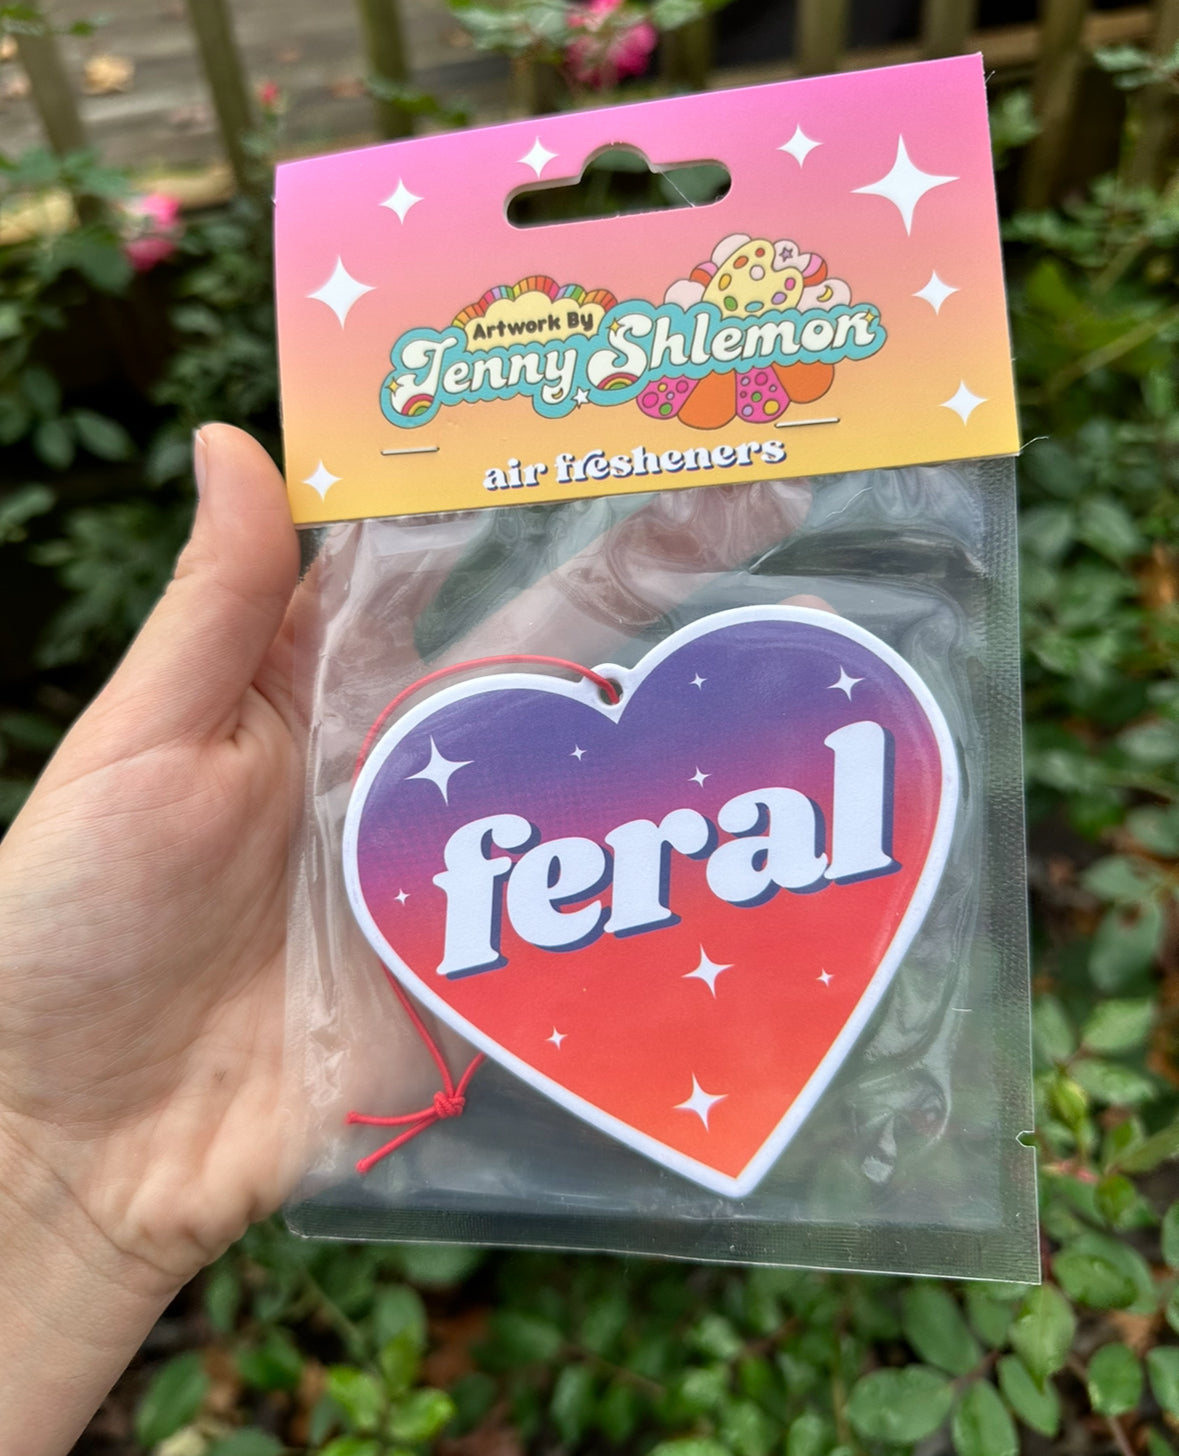 Artwork By
Jenny Shlemon
air fresheners
feral